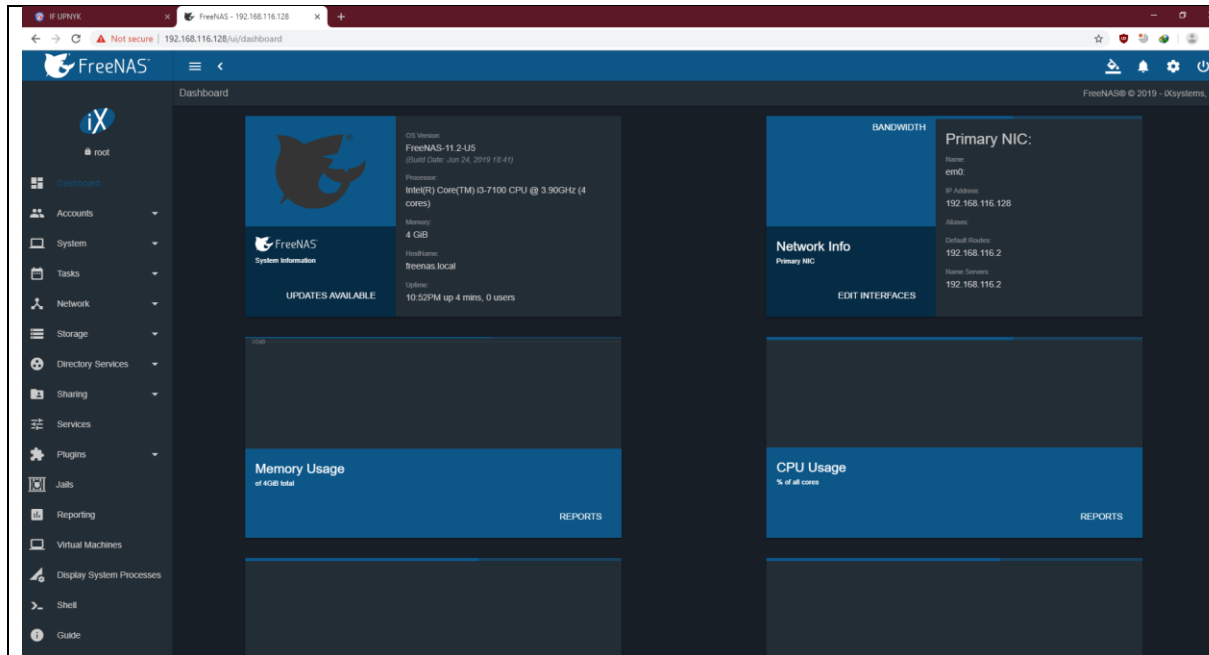 IF UPNYK
FreeNAS - 192.168.116.128
Not secure | 192.168.116.128/ui/dashboard
FreeNAS
Dashboard
FreeNAS® © 2019 - iXsystems,
iX
root
Dashboard
Accounts
System
Tasks
Network
Storage
Directory Services
Sharing
Services
Plugins
Jails
Reporting
Virtual Machines
Display System Processes
Shell
Guide
FreeNAS
System Information
UPDATES AVAILABLE
OS Version:
FreeNAS-11.2-U5
(Build Date: Jun 24, 2019 18:41)
Processor:
Intel(R) Core(TM) i3-7100 CPU @ 3.90GHz (4
cores)
Memory:
4 GiB
HostName:
freenas.local
Uptime:
10:52PM up 4 mins, 0 users
BANDWIDTH
Network Info
Primary NIC
EDIT INTERFACES
Primary NIC:
Name:
em0:
IP Address:
192.168.116.128
Aliases:
Default Routes:
192.168.116.2
Name Servers:
192.168.116.2
Memory Usage
of 4GiB total
REPORTS
CPU Usage
% of all cores
REPORTS